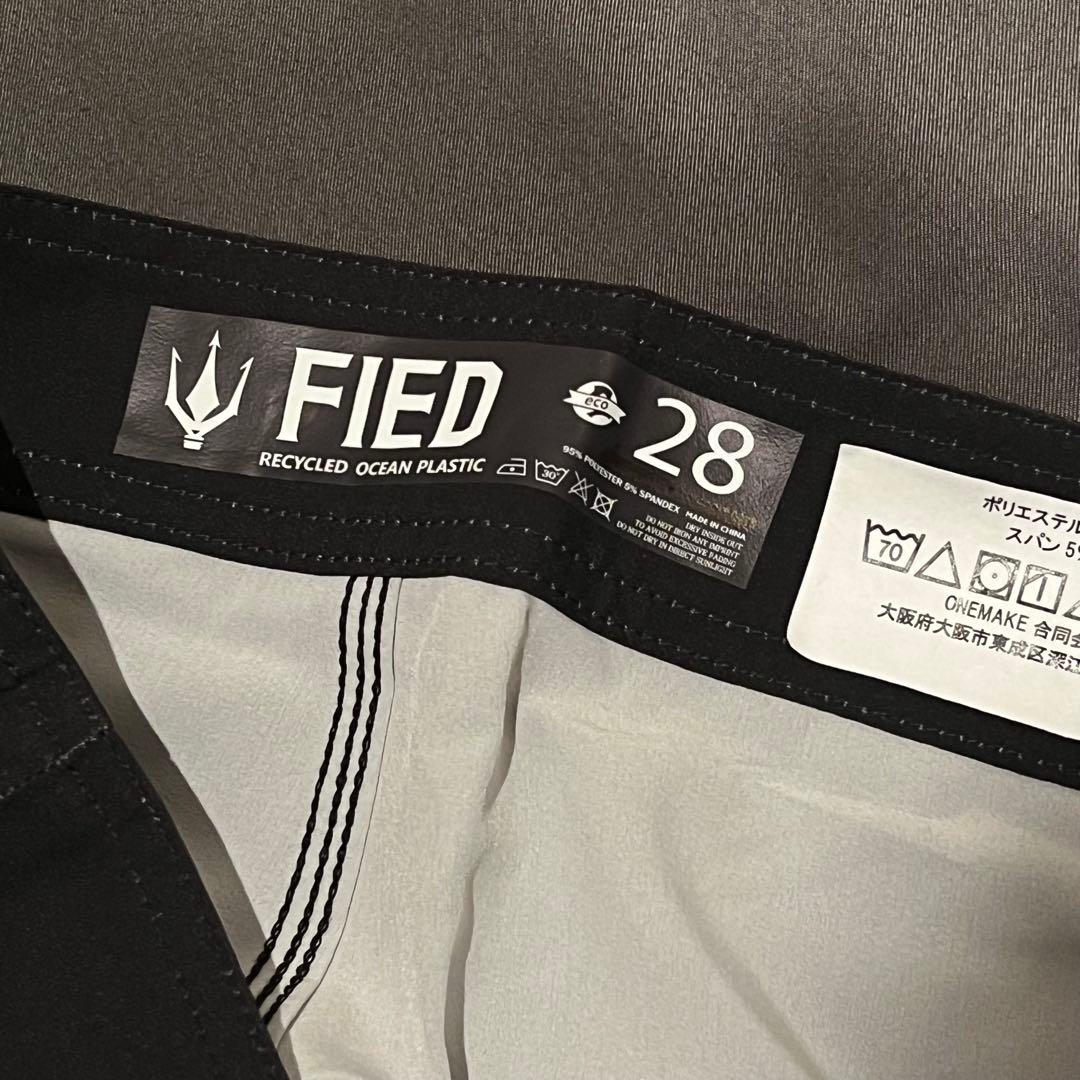 FIED
RECYCLED OCEAN PLASTIC
30°
eco
28
95% POLYESTER 5% SPANDEX MADE IN CHINA
DRY INSIDE OUT
DO NOT IRON ANY IMPRINT
TO AVOID EXCESSIVE FADING
DO NOT DRY IN DIRECT SUNLIGHT
ポリエステル
スパン 5%
70
ONEMAKE 合同会
大阪府大阪市東成区深江